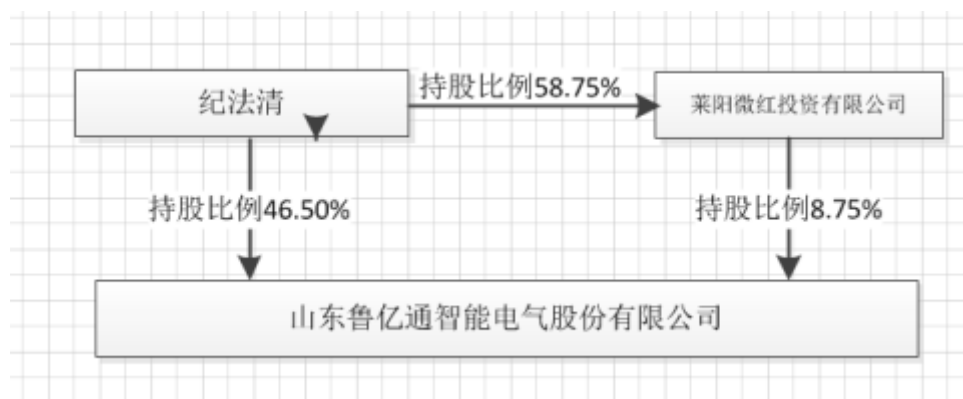 纪法清
持股比例58.75%
莱阳微红投资有限公司
持股比例46.50%
持股比例8.75%
山东鲁亿通智能电气股份有限公司